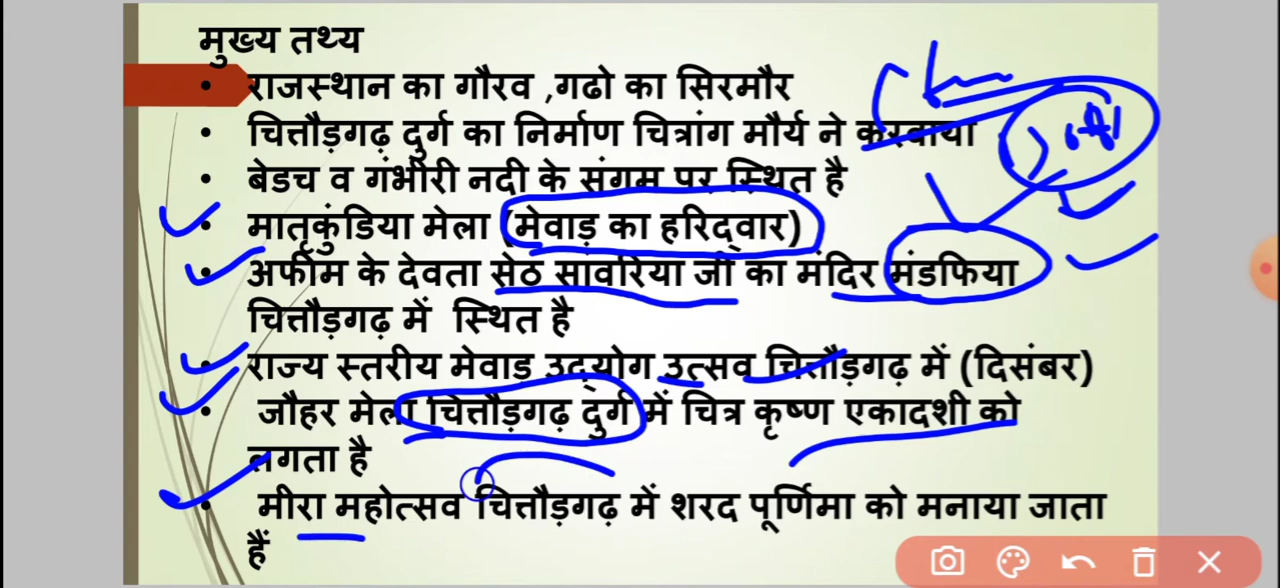 मुख्य तथ्य
• राजस्थान का गौरव ,गढो का सिरमौर
• चित्तौड़गढ़ दुर्ग का निर्माण चित्रांग मौर्य ने करवाया
• बेडच व गंभीरी नदी के संगम पर स्थित है
• मातृकुंडिया मेला (मेवाड़ का हरिद्वार)
• अफीम के देवता सेठ सावरिया जी का मंदिर मंडफिया
चित्तौड़गढ़ में स्थित है
• राज्य स्तरीय मेवाड़ उद्योग उत्सव चित्तौड़गढ़ में (दिसंबर)
• जौहर मेला चित्तौड़गढ़ दुर्ग में चित्र कृष्ण एकादशी को
लगता है
• मीरा महोत्सव चित्तौड़गढ़ में शरद पूर्णिमा को मनाया जाता
हैं